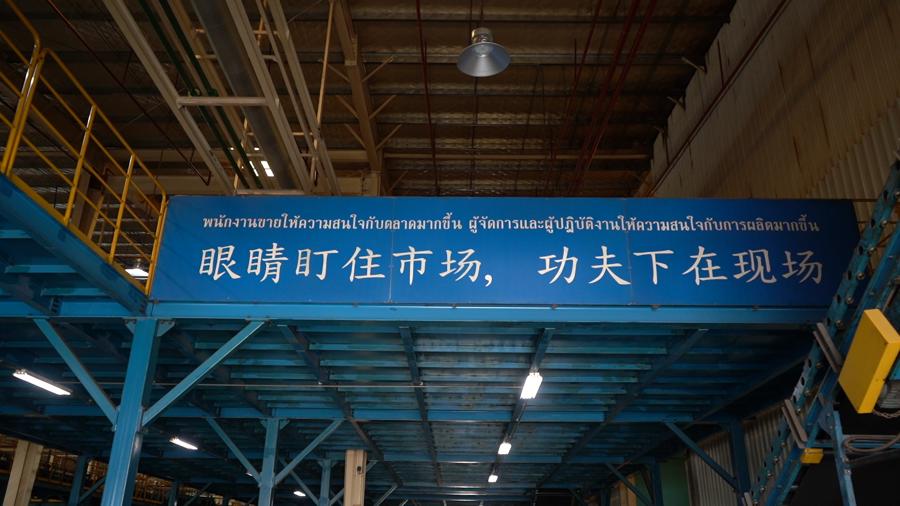 พนักงานขายให้ความสนใจกับตลาดมากขึ้น ผู้จัดการและผู้ปฏิบัติงานให้ความสนใจกับการผลิตมากขึ้น
眼睛盯住市场，功夫下在现场